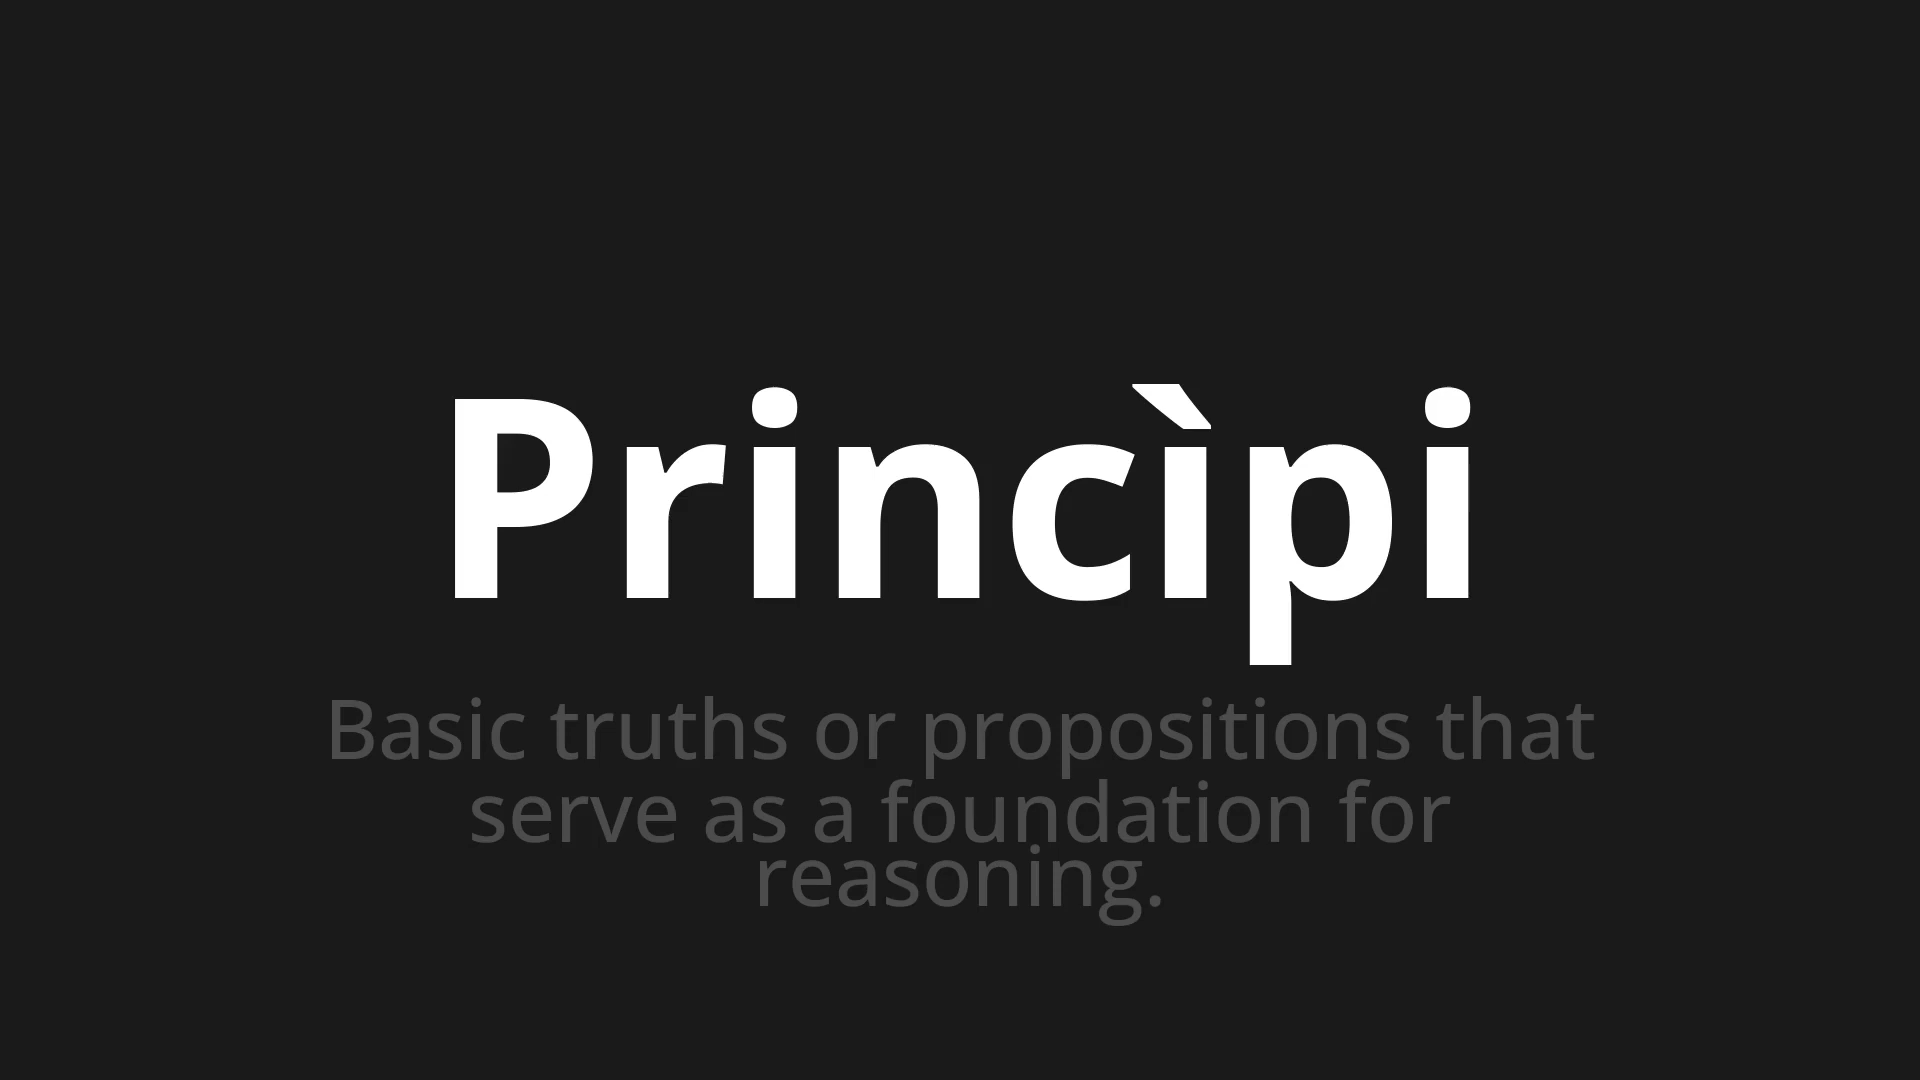 Princìpi
Basic truths or propositions that
serve as a foundation for
reasoning.